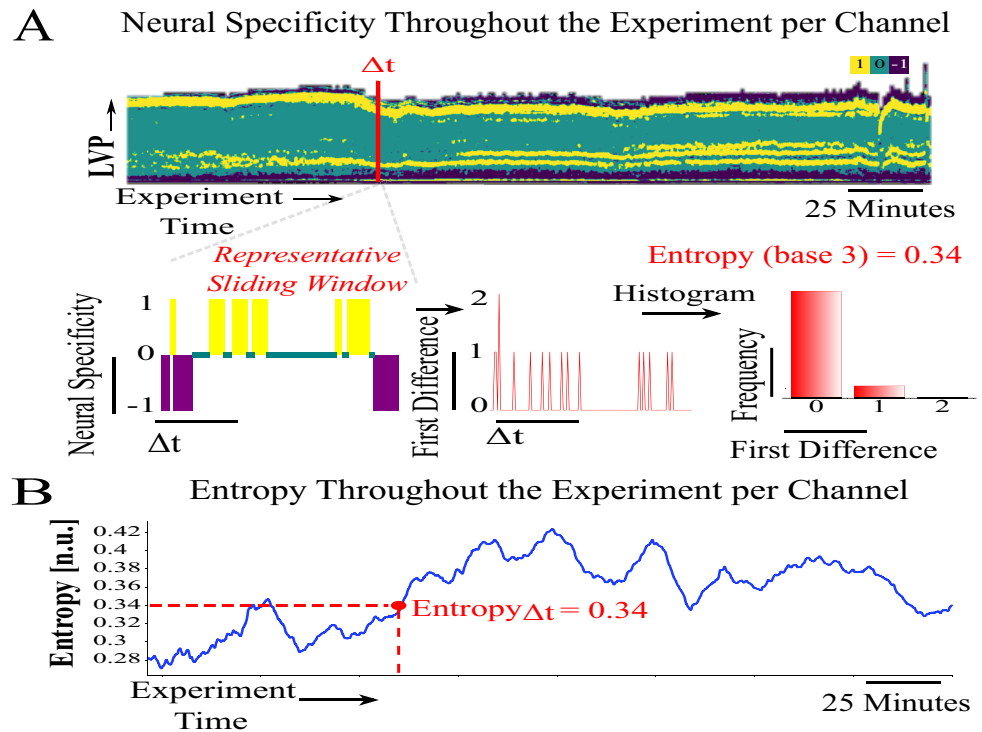 A
Neural Specificity Throughout the Experiment per Channel
Δt
1 0 -1
LVP
Experiment
Time
25 Minutes
Representative
Sliding Window
Entropy (base 3) = 0.34
Neural Specificity
1
0
-1
Δt
First Difference
2
1
0
Δt
Histogram
Frequency
0 1 2
First Difference
B
Entropy Throughout the Experiment per Channel
Entropy [n.u.]
0.42
0.4
0.38
0.36
0.34
0.32
0.3
0.28
EntropyΔt = 0.34
Experiment
Time
25 Minutes